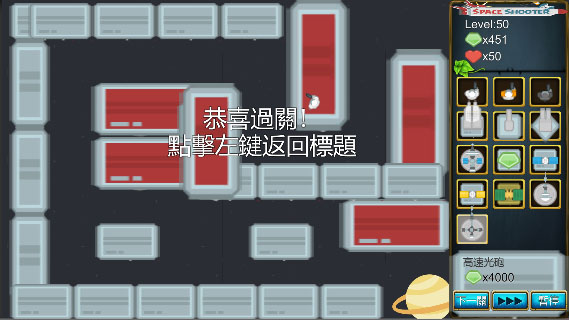 SPACE SHOOTER
Level:50
x451
x50
恭喜過關!
點擊左鍵返回標題
高速光砲
x4000
下一關
暫停